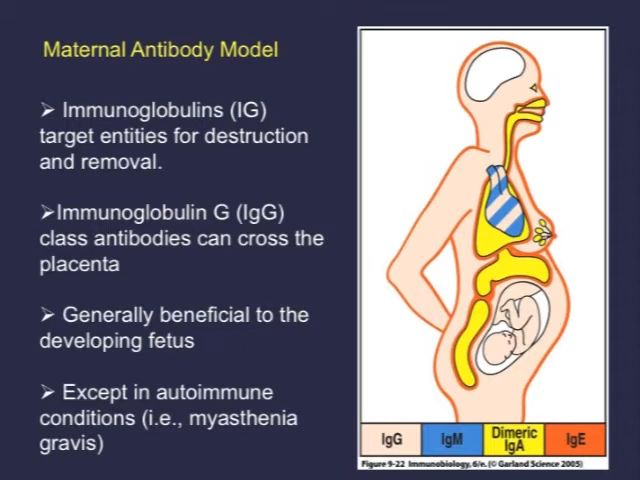 Maternal Antibody Model
➢ Immunoglobulins (IG)
target entities for destruction
and removal.
➢Immunoglobulin G (IgG)
class antibodies can cross the
placenta
➢ Generally beneficial to the
developing fetus
➢ Except in autoimmune
conditions (i.e., myasthenia
gravis)
IgG IgM Dimeric IgA IgE
Figure 9-22 Immunobiology, 6/e. (© Garland Science 2005)